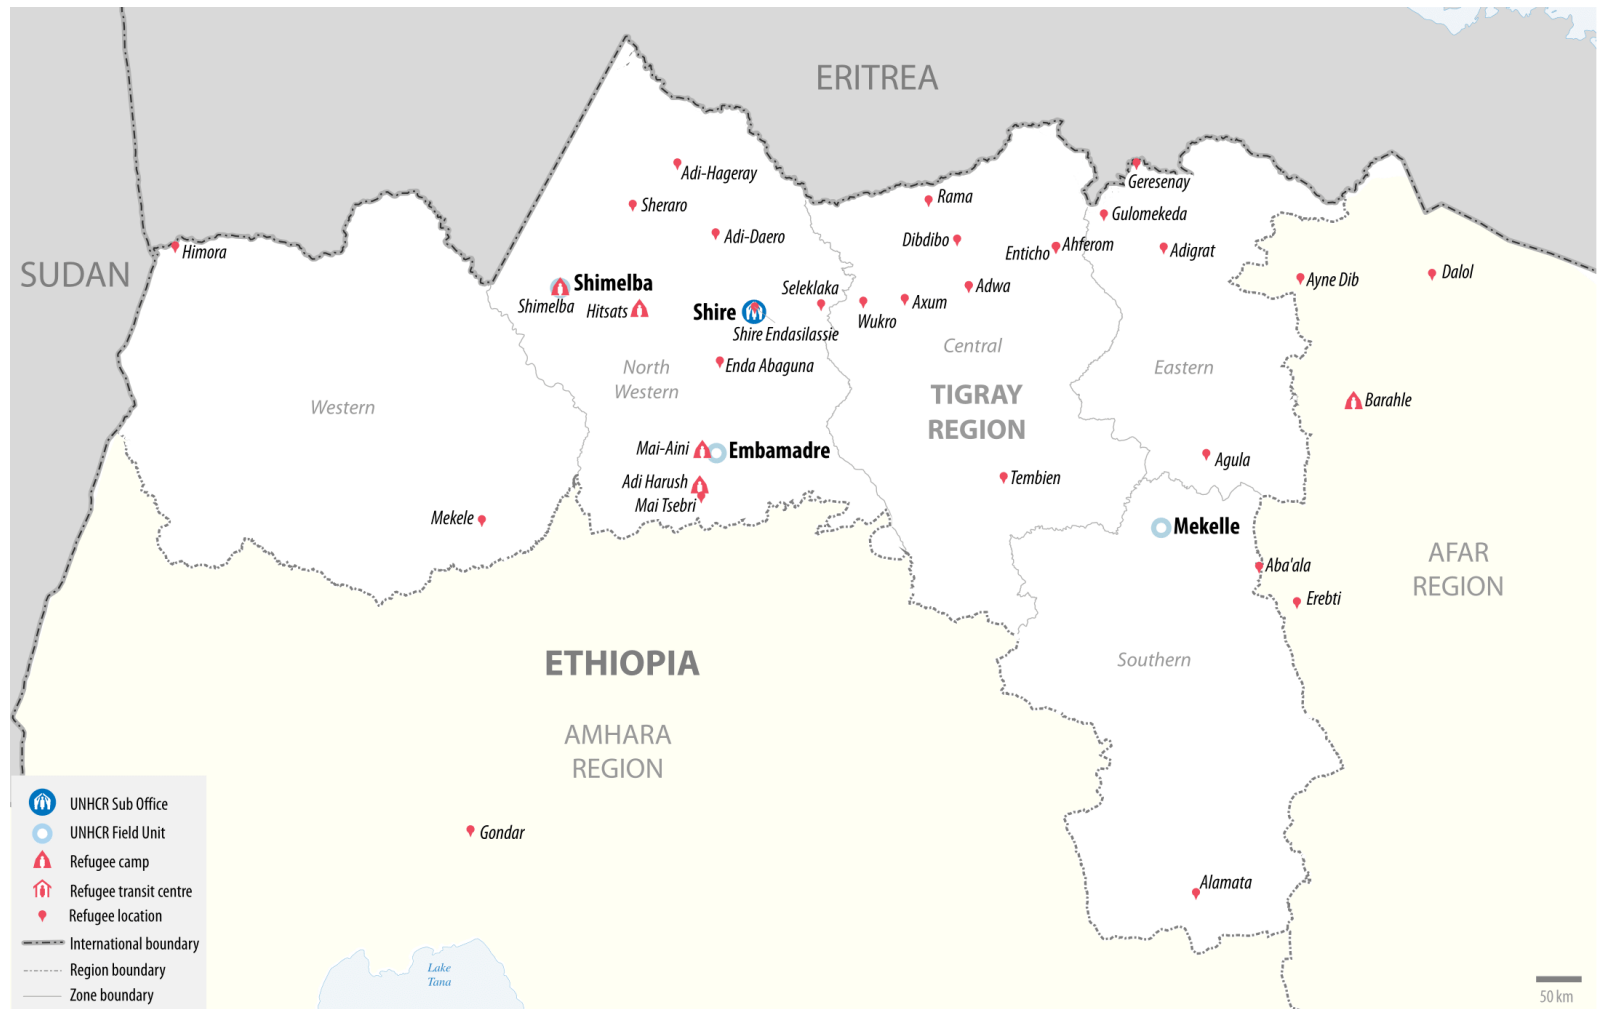 ERITREA
Adi-Hageray
Geresenay
Sheraro
Rama
Gulomekeda
Adi-Daero
Dibdibo
Enticho
Ahferom
Adigrat
Himora
SUDAN
Ayne Dib
Dalol
Shimelba
Shimelba
Hitsats
Seleklaka
Adwa
Axum
Shire
Wukro
Shire Endasilassie
Central
Enda Abaguna
North
Western
Eastern
Western
TIGRAY
REGION
Barahle
Mai-Aini
Embamadre
Agula
Adi Harush
Mai Tsebri
Tembien
Mekele
Mekelle
AFAR
REGION
Aba'ala
Erebti
ETHIOPIA
Southern
AMHARA
REGION
Gondar
Alamata
Lake
Tana
UNHCR Sub Office
UNHCR Field Unit
Refugee camp
Refugee transit centre
Refugee location
International boundary
Region boundary
Zone boundary
50 km